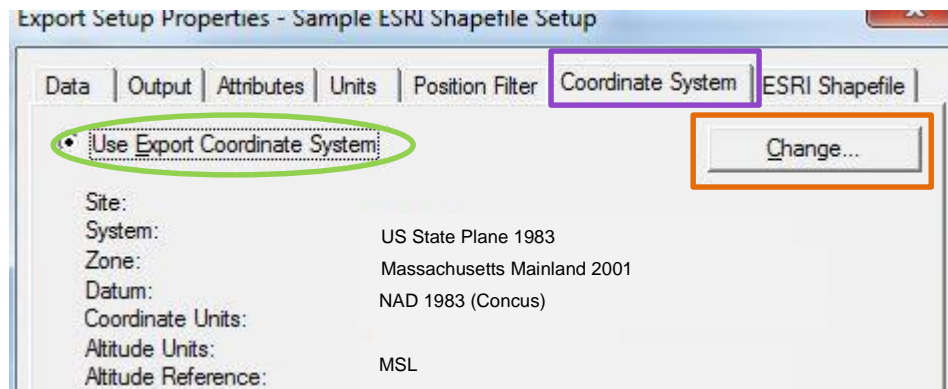 Export Setup Properties - Sample ESRI Shapefile Setup
Data Output Attributes Units Position Filter Coordinate System ESRI Shapefile
Use Export Coordinate System Change...
Site:
System: US State Plane 1983
Zone: Massachusetts Mainland 2001
Datum: NAD 1983 (Concus)
Coordinate Units:
Altitude Units:
Altitude Reference: MSL